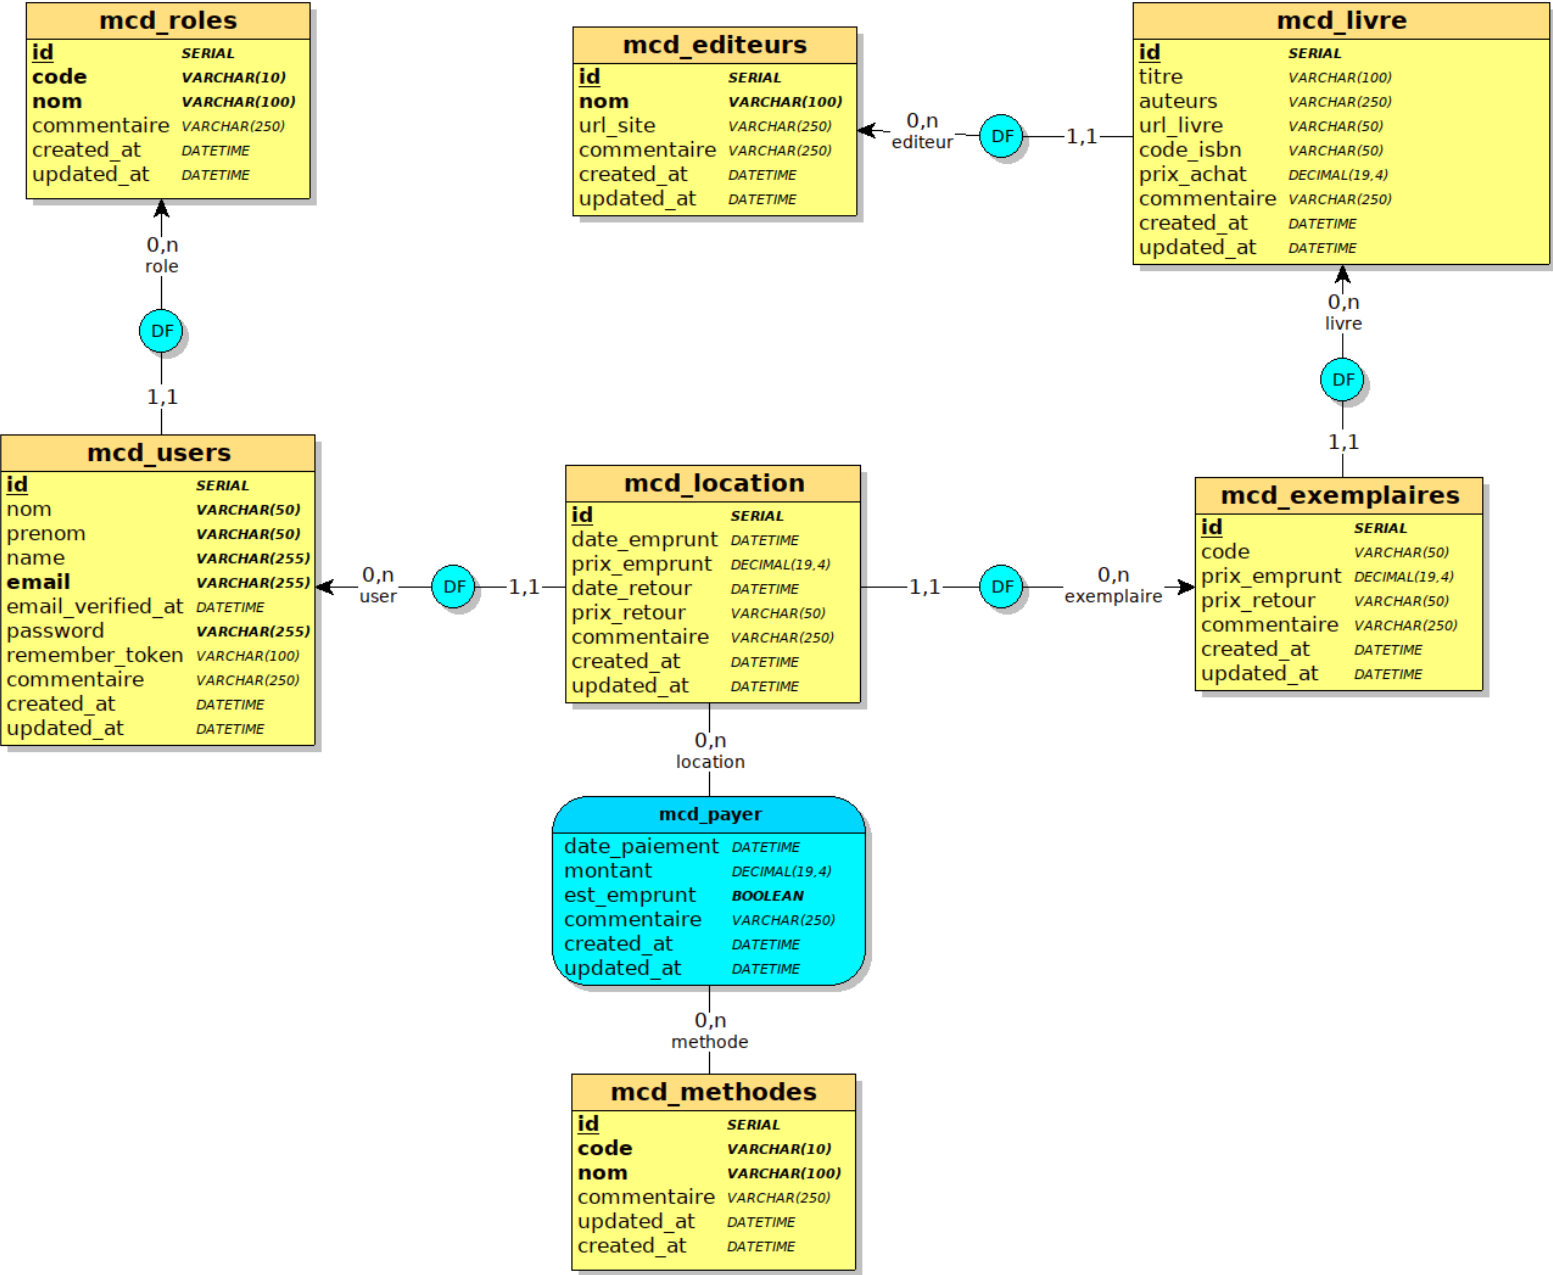 mcd_roles
id SERIAL
code VARCHAR(10)
nom VARCHAR(100)
commentaire VARCHAR(250)
created_at DATETIME
updated_at DATETIME
mcd_editeurs
id SERIAL
nom VARCHAR(100)
url_site VARCHAR(250)
commentaire VARCHAR(250)
created_at DATETIME
updated_at DATETIME
0,n
editeur
DF
1,1
mcd_livre
id SERIAL
titre VARCHAR(100)
auteurs VARCHAR(250)
url_livre VARCHAR(50)
code_isbn VARCHAR(50)
prix_achat DECIMAL(19,4)
commentaire VARCHAR(250)
created_at DATETIME
updated_at DATETIME
0,n
role
DF
1,1
0,n
livre
DF
1,1
mcd_users
id SERIAL
nom VARCHAR(50)
prenom VARCHAR(50)
name VARCHAR(255)
email VARCHAR(255)
email_verified_at DATETIME
password VARCHAR(255)
remember_token VARCHAR(100)
commentaire VARCHAR(250)
created_at DATETIME
updated_at DATETIME
0,n
user
DF
1,1
mcd_location
id SERIAL
date_emprunt DATETIME
prix_emprunt DECIMAL(19,4)
date_retour DATETIME
prix_retour VARCHAR(50)
commentaire VARCHAR(250)
created_at DATETIME
updated_at DATETIME
1,1
DF
0,n
exemplaire
mcd_exemplaires
id SERIAL
code VARCHAR(50)
prix_emprunt DECIMAL(19,4)
prix_retour VARCHAR(50)
commentaire VARCHAR(250)
created_at DATETIME
updated_at DATETIME
0,n
location
mcd_payer
date_paiement DATETIME
montant DECIMAL(19,4)
est_emprunt BOOLEAN
commentaire VARCHAR(250)
created_at DATETIME
updated_at DATETIME
0,n
methode
mcd_methodes
id SERIAL
code VARCHAR(10)
nom VARCHAR(100)
commentaire VARCHAR(250)
updated_at DATETIME
created_at DATETIME